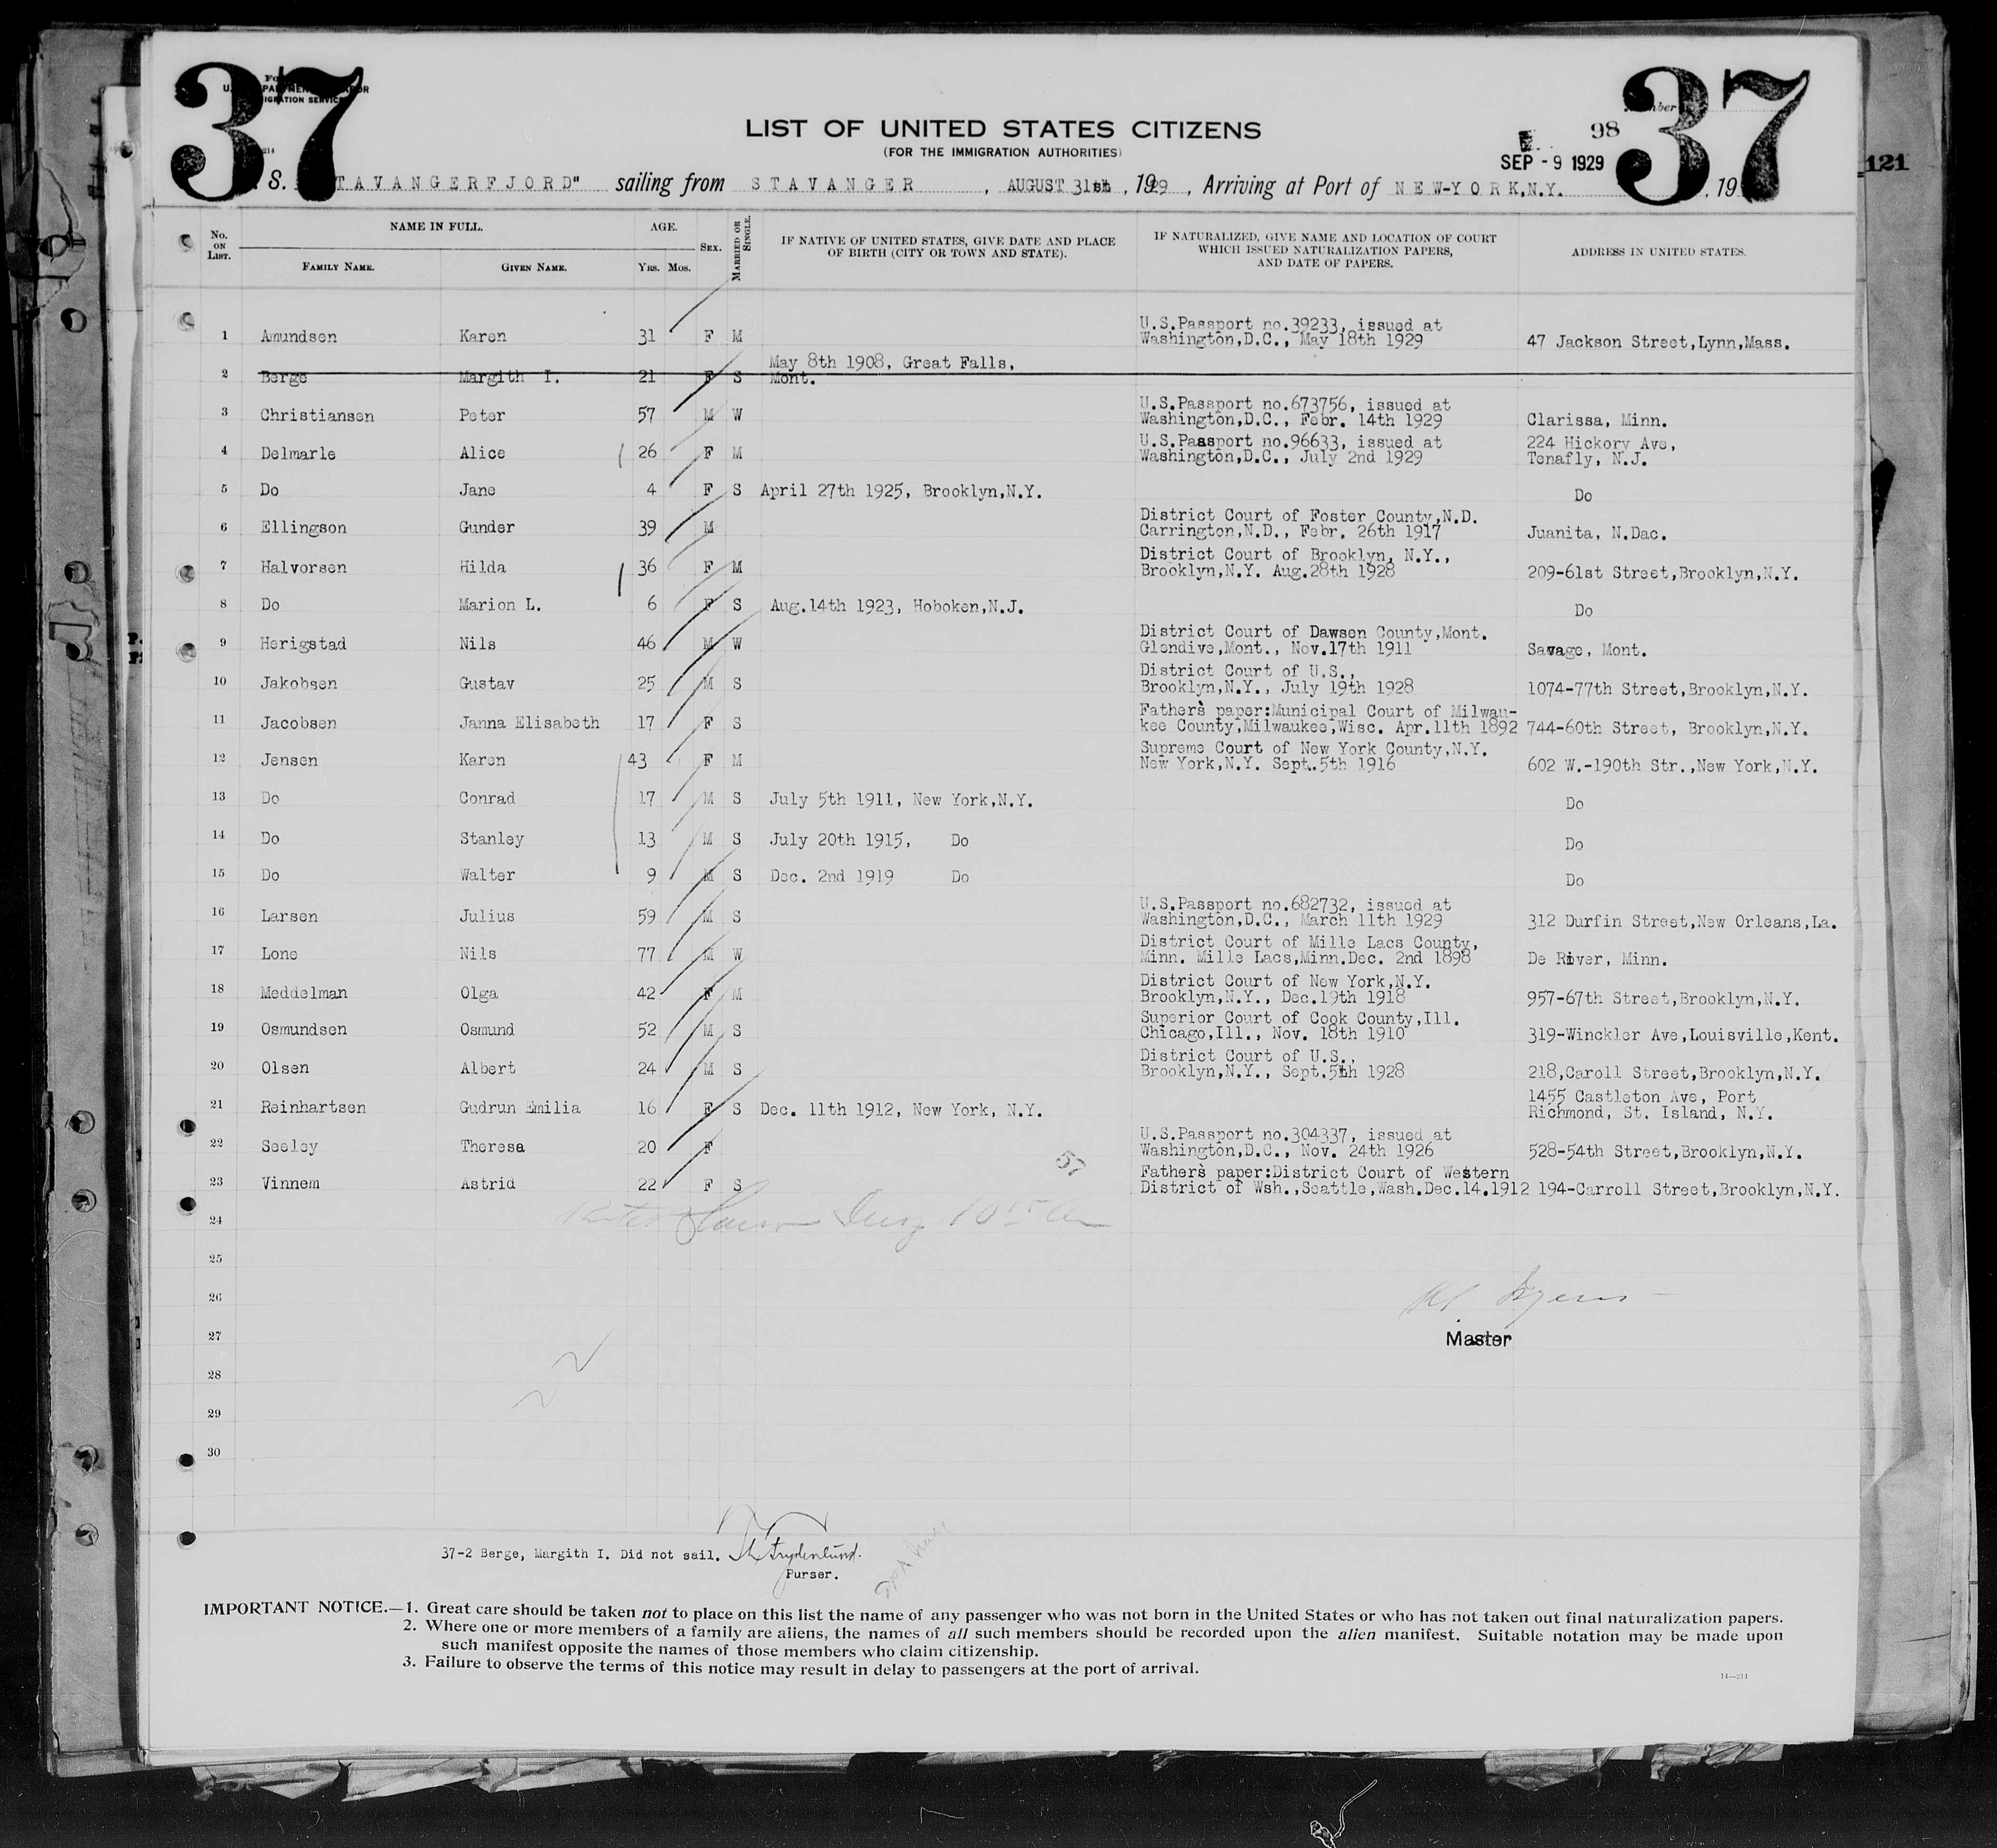 37
37
LIST OF UNITED STATES CITIZENS
(FOR THE IMMIGRATION AUTHORITIES)
98
SEP - 9 1929
121
S. TAVANGERFJORD" sailing from STAVANGER, AUGUST 31st, 1929, Arriving at Port of NEW-YORK,N.Y. , 19
No. ON LIST.
NAME IN FULL.
FAMILY NAME.
GIVEN NAME.
AGE.
YRS. MOS.
SEX.
MARRIED OR SINGLE.
IF NATIVE OF UNITED STATES, GIVE DATE AND PLACE
OF BIRTH (CITY OR TOWN AND STATE).
IF NATURALIZED, GIVE NAME AND LOCATION OF COURT
WHICH ISSUED NATURALIZATION PAPERS,
AND DATE OF PAPERS.
ADDRESS IN UNITED STATES.
U.S.Passport no.39233, issued at
1 Amundsen Karen 31 F M Washington,D.C., May 18th 1929 47 Jackson Street,Lynn,Mass.
May 8th 1908, Great Falls,
2 Berge Margith I. 21 F S Mont.
U.S.Passport no.673756, issued at
3 Christiansen Peter 57 M W Washington,D.C., Febr. 14th 1929 Clarissa, Minn.
U.S.Passport no.96633, issued at 224 Hickory Ave,
4 Delmarle Alice 26 F M Washington,D.C., July 2nd 1929 Tenafly, N.J.
5 Do Jane 4 F S April 27th 1925, Brooklyn,N.Y. Do
District Court of Foster County,N.D.
6 Ellingson Gunder 39 M Carrington,N.D., Febr. 26th 1917 Juanita, N.Dac.
District Court of Brooklyn, N.Y.,
7 Halvorsen Hilda 36 F M Brooklyn,N.Y. Aug.28th 1928 209-61st Street,Brooklyn,N.Y.
8 Do Marion L. 6 F S Aug.14th 1923, Hoboken,N.J. Do
District Court of Dawson County,Mont.
9 Herigstad Nils 46 M W Glendive,Mont., Nov.17th 1911 Savage, Mont.
District Court of U.S.,
10 Jakobsen Gustav 25 M S Brooklyn,N.Y., July 19th 1928 1074-77th Street,Brooklyn,N.Y.
Father's paper:Municipal Court of Milwau-
11 Jacobsen Janna Elisabeth 17 F S kee County,Milwaukee,Wisc. Apr.11th 1892 744-60th Street, Brooklyn,N.Y.
Supreme Court of New York County,N.Y.
12 Jensen Karen 43 F M New York,N.Y. Sept.5th 1916 602 W.-190th Str.,New York,N.Y.
13 Do Conrad 17 M S July 5th 1911, New York,N.Y. Do
14 Do Stanley 13 M S July 20th 1915, Do Do
15 Do Walter 9 M S Dec. 2nd 1919 Do Do
U.S.Passport no.682732, issued at
16 Larsen Julius 59 M S Washington,D.C., March 11th 1929 312 Durfin Street,New Orleans,La.
District Court of Mille Lacs County,
17 Lone Nils 77 M W Minn. Mille Lacs,Minn.Dec. 2nd 1898 De River, Minn.
District Court of New York,N.Y.
18 Meddelman Olga 42 F M Brooklyn,N.Y., Dec.19th 1918 957-67th Street,Brooklyn,N.Y.
Superior Court of Cook County,Ill.
19 Osmundsen Osmund 52 M S Chicago,Ill., Nov. 18th 1910 319-Winckler Ave,Louisville,Kent.
District Court of U.S.,
20 Olsen Albert 24 M S Brooklyn,N.Y., Sept.5th 1928 218,Caroll Street,Brooklyn,N.Y.
1455 Castleton Ave, Port
21 Reinhartsen Gudrun Emilia 16 F S Dec. 11th 1912, New York, N.Y. Richmond, St. Island, N.Y.
U.S.Passport no.304337, issued at
22 Seeley Theresa 20 F Washington,D.C., Nov. 24th 1926 528-54th Street,Brooklyn,N.Y.
57
Father's paper:District Court of Western
23 Vinnem Astrid 22 F S District of Wsh.,Seattle,Wash.Dec.14.1912 194-Carroll Street,Brooklyn,N.Y.
24
25
26
27
Master
28
29
30
37-2 Berge, Margith I. Did not sail.
Purser.
IMPORTANT NOTICE.—1. Great care should be taken not to place on this list the name of any passenger who was not born in the United States or who has not taken out final naturalization papers.
2. Where one or more members of a family are aliens, the names of all such members should be recorded upon the alien manifest. Suitable notation may be made upon
such manifest opposite the names of those members who claim citizenship.
3. Failure to observe the terms of this notice may result in delay to passengers at the port of arrival.
14—211